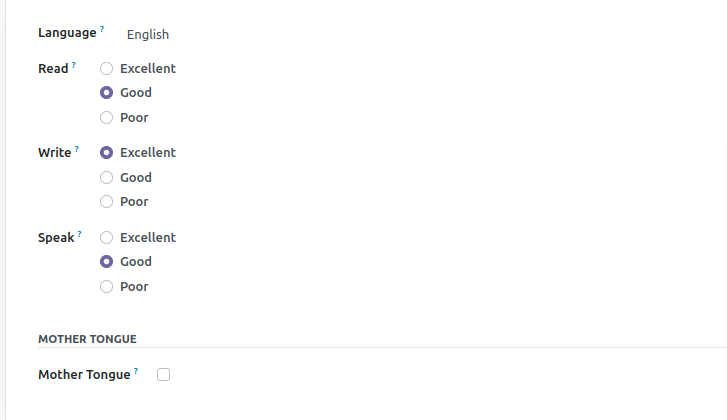 Language ? English
Read ? Excellent
Good
Poor
Write ? Excellent
Good
Poor
Speak ? Excellent
Good
Poor
MOTHER TONGUE
Mother Tongue ?